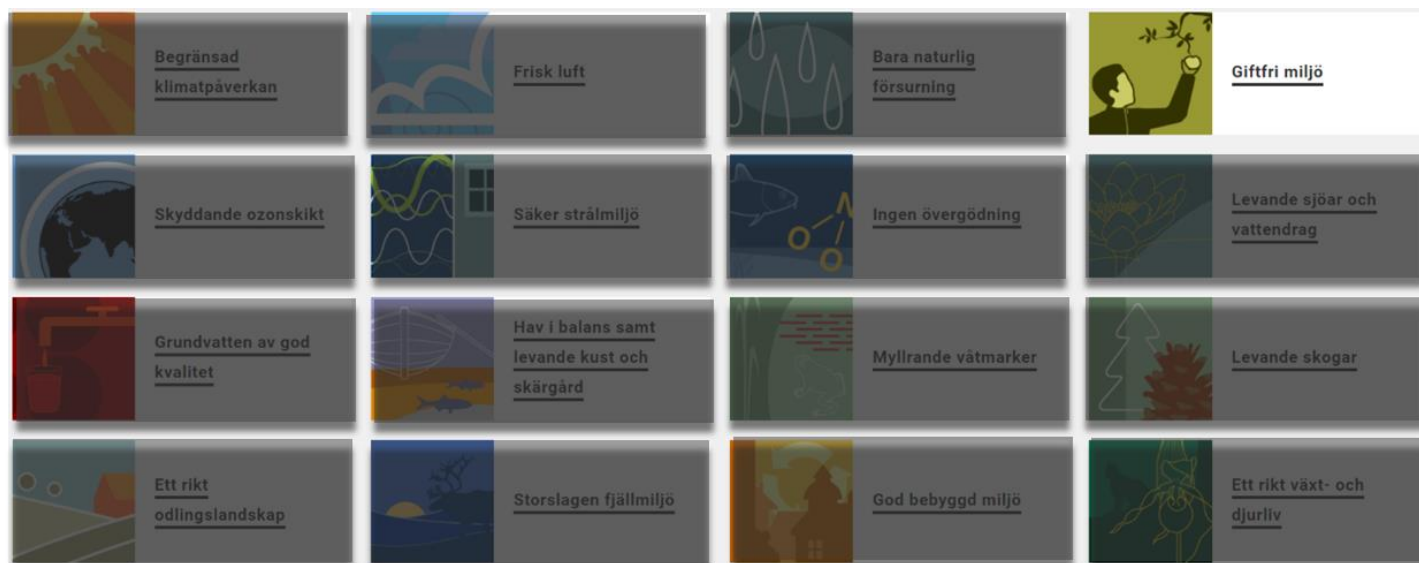 Begränsad
klimatpåverkan
Frisk luft
Bara naturlig
försurning
Giftfri miljö
Skyddande ozonskikt
Säker strålmiljö
Ingen övergödning
Levande sjöar och
vattendrag
Grundvatten av god
kvalitet
Hav i balans samt
levande kust och
skärgård
Myllrande våtmarker
Levande skogar
Ett rikt
odlingslandskap
Storslagen fjällmiljö
God bebyggd miljö
Ett rikt växt- och
djurliv